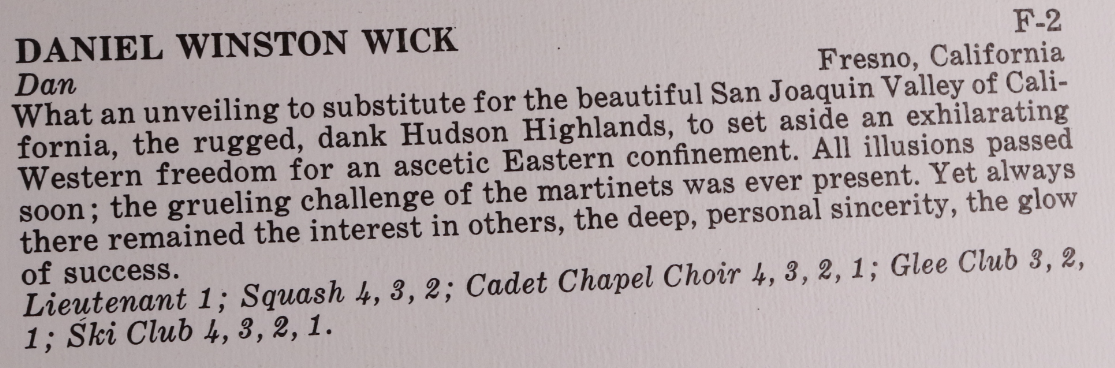 F-2
DANIEL WINSTON WICK
Fresno, California
Dan
What an unveiling to substitute for the beautiful San Joaquin Valley of Cali-
fornia, the rugged, dank Hudson Highlands, to set aside an exhilarating
Western freedom for an ascetic Eastern confinement. All illusions passed
soon; the grueling challenge of the martinets was ever present. Yet always
there remained the interest in others, the deep, personal sincerity, the glow
of success.
Lieutenant 1; Squash 4, 3, 2; Cadet Chapel Choir 4, 3, 2, 1; Glee Club 3, 2,
1; Ski Club 4, 3, 2, 1.